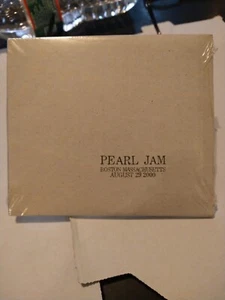 PEARL JAM
BOSTON MASSACHUSETTS
AUGUST 29 2000